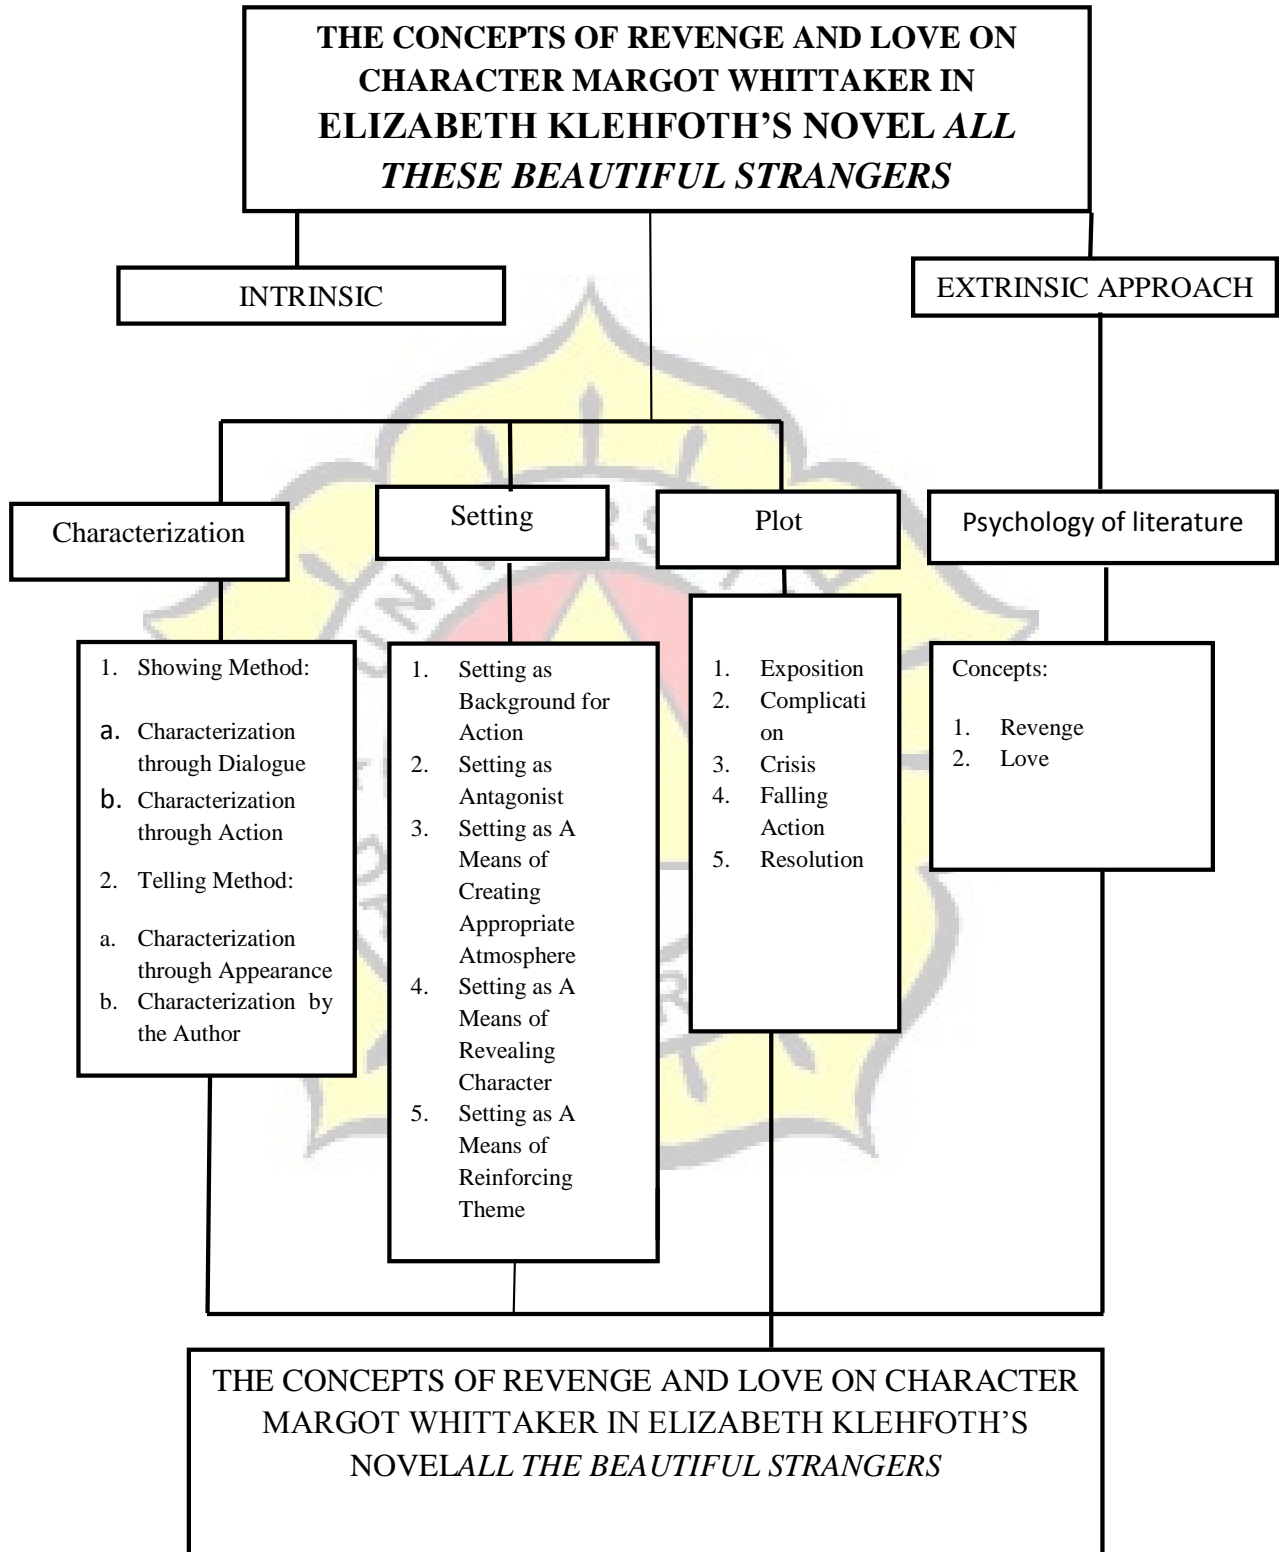 THE CONCEPTS OF REVENGE AND LOVE ON
CHARACTER MARGOT WHITTAKER IN
ELIZABETH KLEHFOTH’S NOVEL ALL
THESE BEAUTIFUL STRANGERS
INTRINSIC
EXTRINSIC APPROACH
Characterization
Setting
Plot
Psychology of literature
1. Showing Method:
a. Characterization
through Dialogue
b. Characterization
through Action
2. Telling Method:
a. Characterization
through Appearance
b. Characterization by
the Author
1. Setting as
Background for
Action
2. Setting as
Antagonist
3. Setting as A
Means of
Creating
Appropriate
Atmosphere
4. Setting as A
Means of
Revealing
Character
5. Setting as A
Means of
Reinforcing
Theme
1. Exposition
2. Complicati
on
3. Crisis
4. Falling
Action
5. Resolution
Concepts:
1. Revenge
2. Love
THE CONCEPTS OF REVENGE AND LOVE ON CHARACTER
MARGOT WHITTAKER IN ELIZABETH KLEHFOTH’S
NOVELALL THE BEAUTIFUL STRANGERS